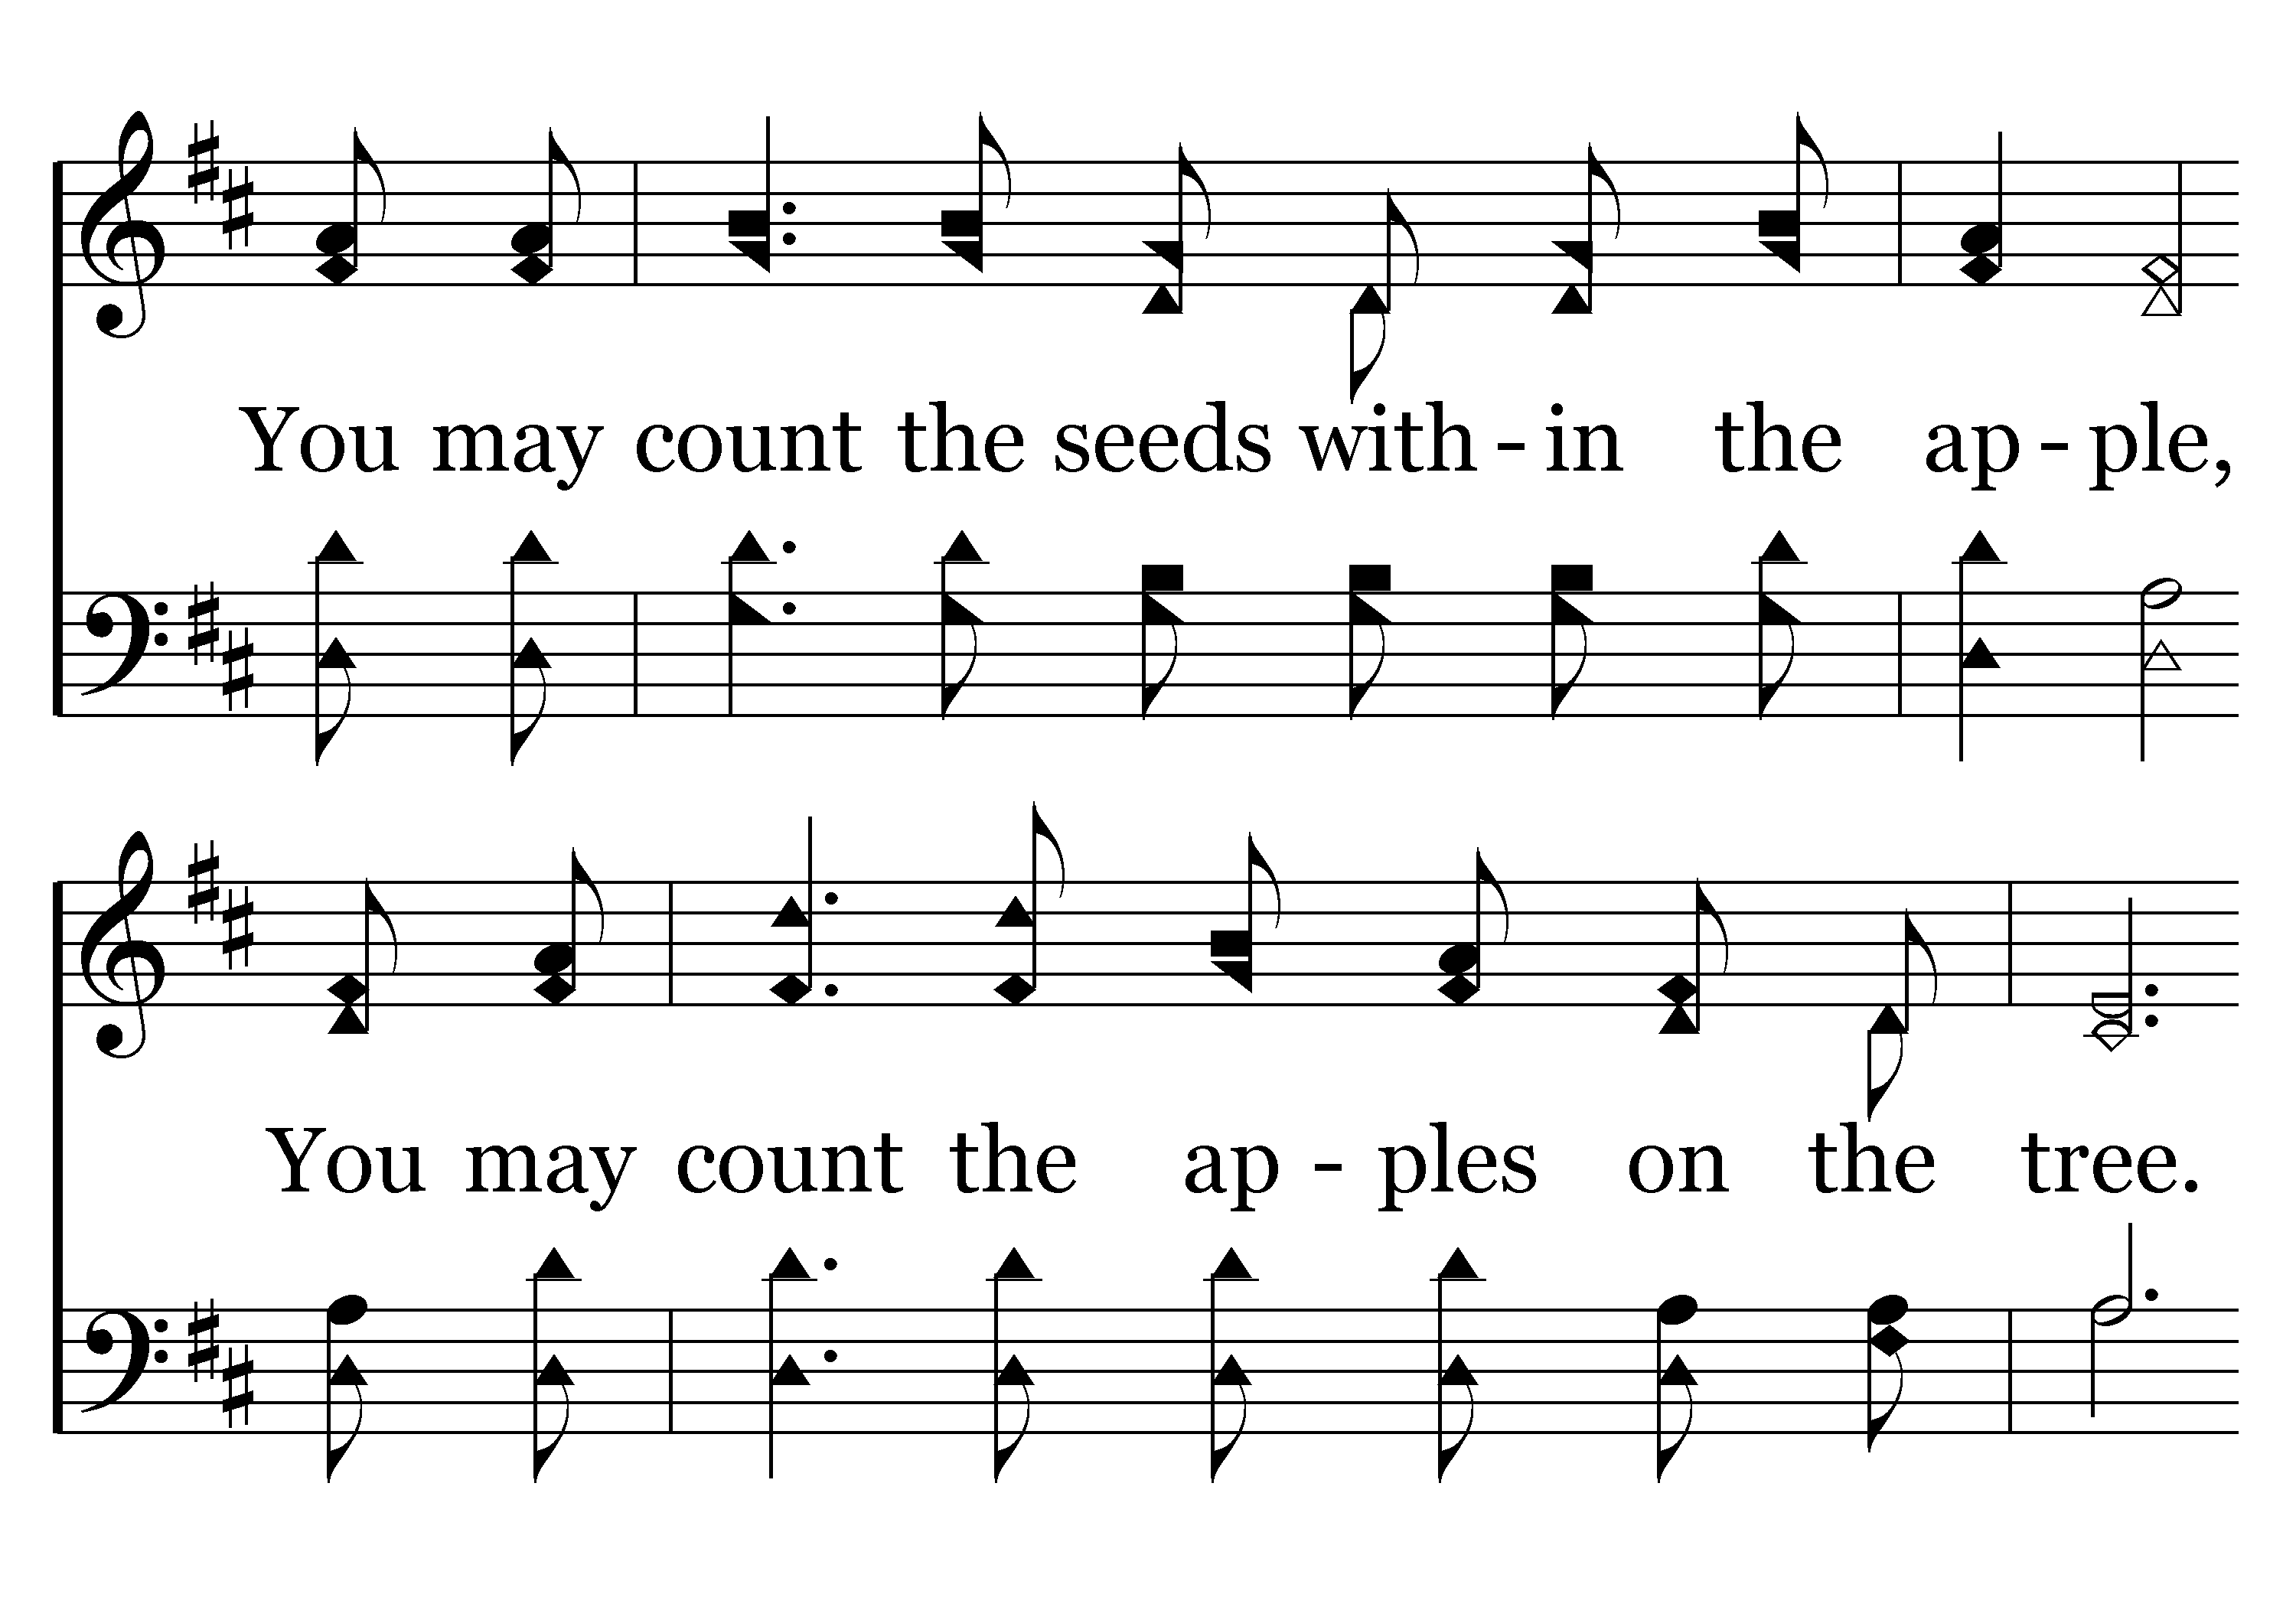 You may count the seeds with - in the ap - ple,
You may count the ap - ples on the tree.